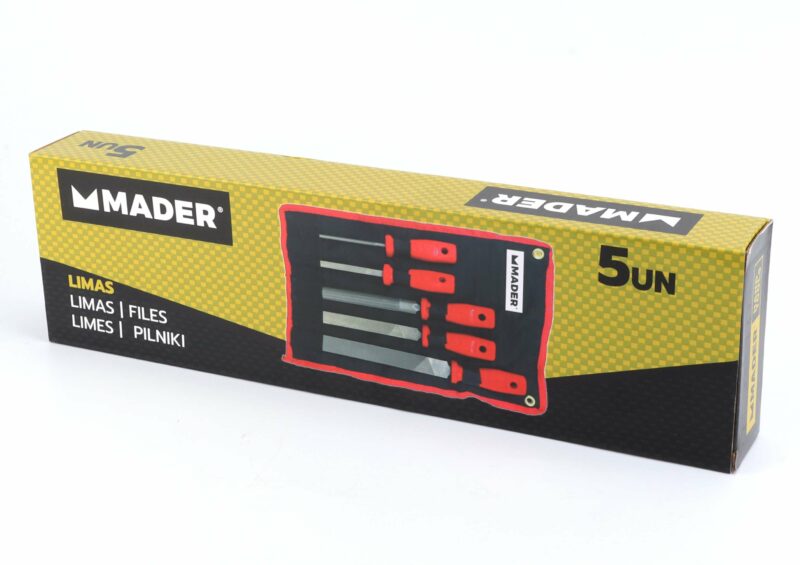 5UN
MADER®
MADER®
LIMAS
LIMAS | FILES
LIMES | PILNIKI
MADER®
5UN
MADER